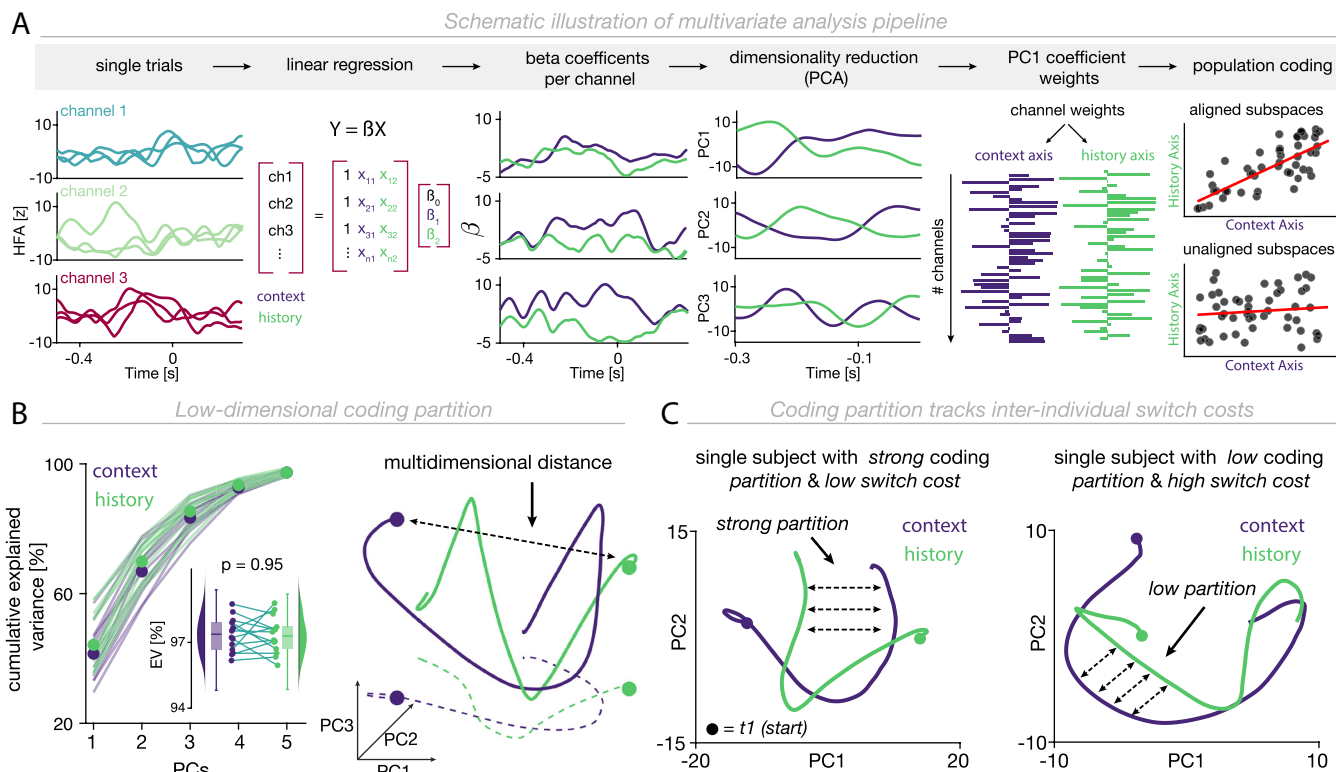 A
Schematic illustration of multivariate analysis pipeline
single trials
linear regression
beta coefficents
per channel
dimensionality reduction
(PCA)
PC1 coefficient
weights
population coding
channel 1
10
-10
channel 2
10
-10
HFA [z]
channel 3
10
-10
-0.4
0
Time [s]
Y = ßX
ch1
ch2
ch3
⋮
=
1 x11 x12
1 x21 x22
1 x31 x32
⋮ xn1 xn2
ß0
ß1
ß2
context
history
β
10
-5
10
-5
10
-5
-0.4
0
Time [s]
PC1
10
-10
PC2
10
-10
PC3
10
-10
-0.3
-0.1
Time [s]
channel weights
context axis
history axis
# channels
aligned subspaces
History Axis
Context Axis
unaligned subspaces
History Axis
Context Axis
B
Low-dimensional coding partition
cumulative explained
variance [%]
100
60
20
context
history
p = 0.95
EV [%]
97
94
1 2 3 4 5
PCs
multidimensional distance
PC3
PC2
PC1
C
Coding partition tracks inter-individual switch costs
single subject with strong coding
partition & low switch cost
strong partition
context
history
15
PC2
-15
● = t1 (start)
-20
PC1
20
single subject with low coding
partition & high switch cost
context
history
low partition
10
PC2
-10
-10
PC1
10